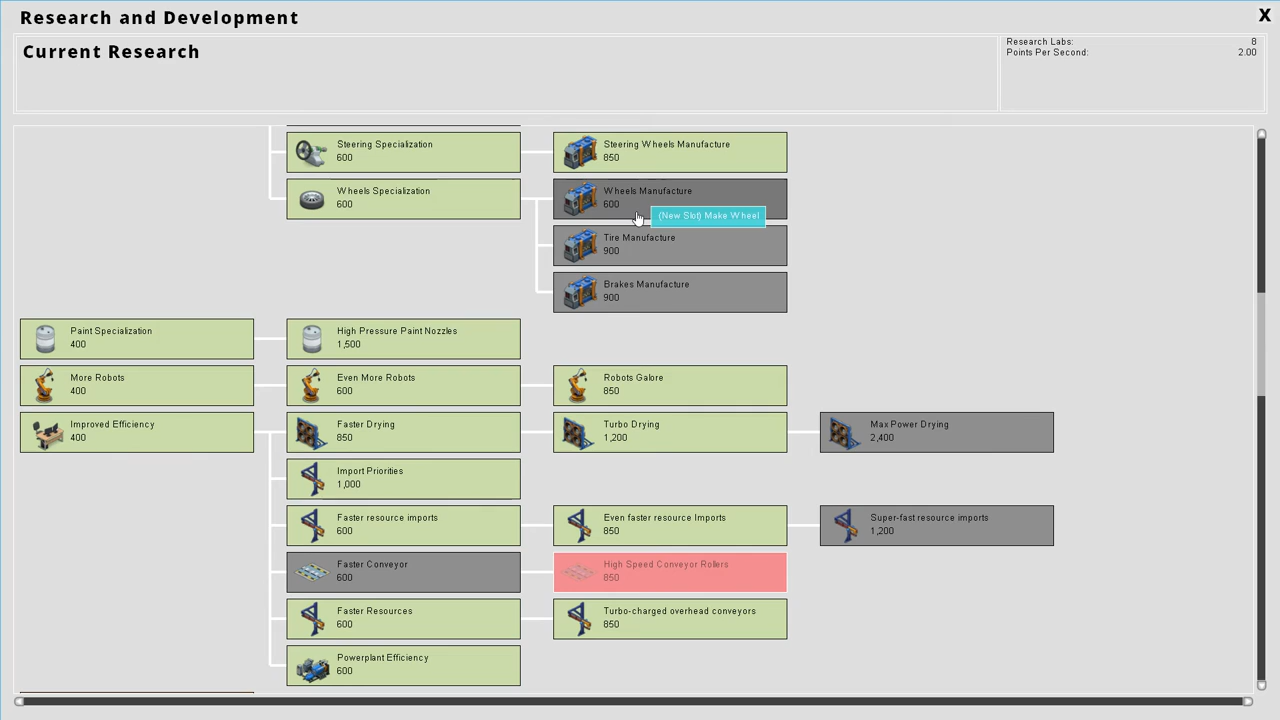 Research and Development
X
Current Research
Research Labs: 8
Points Per Second: 2.00
Steering Specialization
600
Steering Wheels Manufacture
850
Wheels Specialization
600
Wheels Manufacture
600
(New Slot) Make Wheel
Tire Manufacture
900
Brakes Manufacture
900
Paint Specialization
400
High Pressure Paint Nozzles
1,500
More Robots
400
Even More Robots
600
Robots Galore
850
Improved Efficiency
400
Faster Drying
850
Turbo Drying
1,200
Max Power Drying
2,400
Import Priorities
1,000
Faster resource imports
600
Even faster resource Imports
850
Super-fast resource imports
1,200
Faster Conveyor
600
High Speed Conveyor Rollers
850
Faster Resources
600
Turbo-charged overhead conveyors
850
Powerplant Efficiency
600